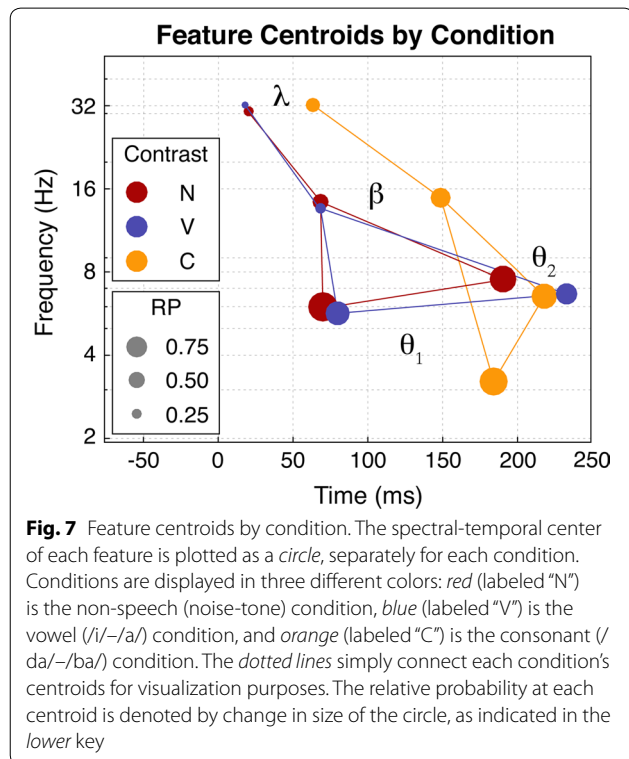 Feature Centroids by Condition
32
16
8
4
2
Frequency (Hz)
λ
β
θ2
θ1
Contrast
N
V
C
RP
0.75
0.50
0.25
-50 0 50 100 150 200 250
Time (ms)
Fig. 7 Feature centroids by condition. The spectral-temporal center
of each feature is plotted as a circle, separately for each condition.
Conditions are displayed in three different colors: red (labeled “N”)
is the non-speech (noise-tone) condition, blue (labeled “V”) is the
vowel (/i/–/a/) condition, and orange (labeled “C”) is the consonant (/
da/–/ba/) condition. The dotted lines simply connect each condition’s
centroids for visualization purposes. The relative probability at each
centroid is denoted by change in size of the circle, as indicated in the
lower key